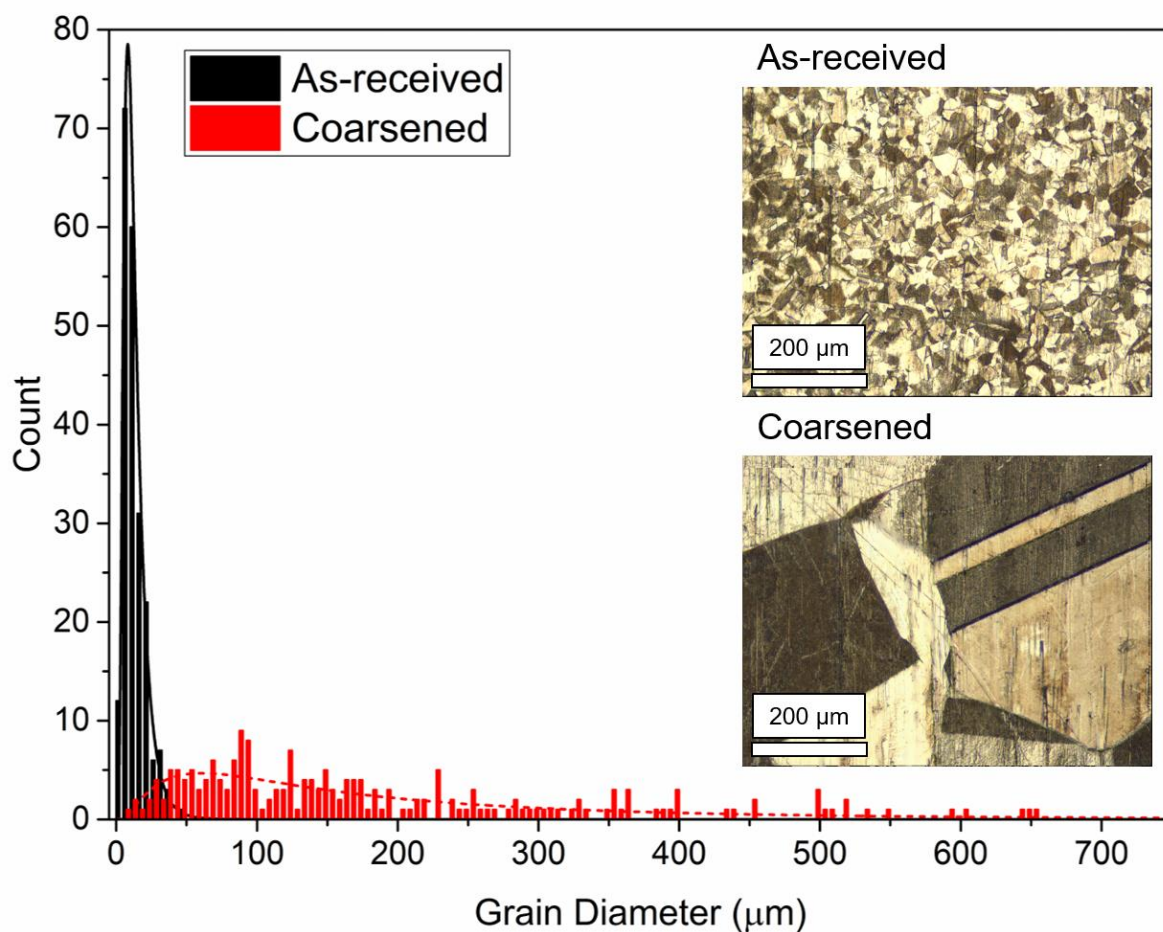 80
70
60
50
40
30
20
10
0
Count
As-received
Coarsened
As-received
200 μm
Coarsened
200 μm
0 100 200 300 400 500 600 700
Grain Diameter (μm)